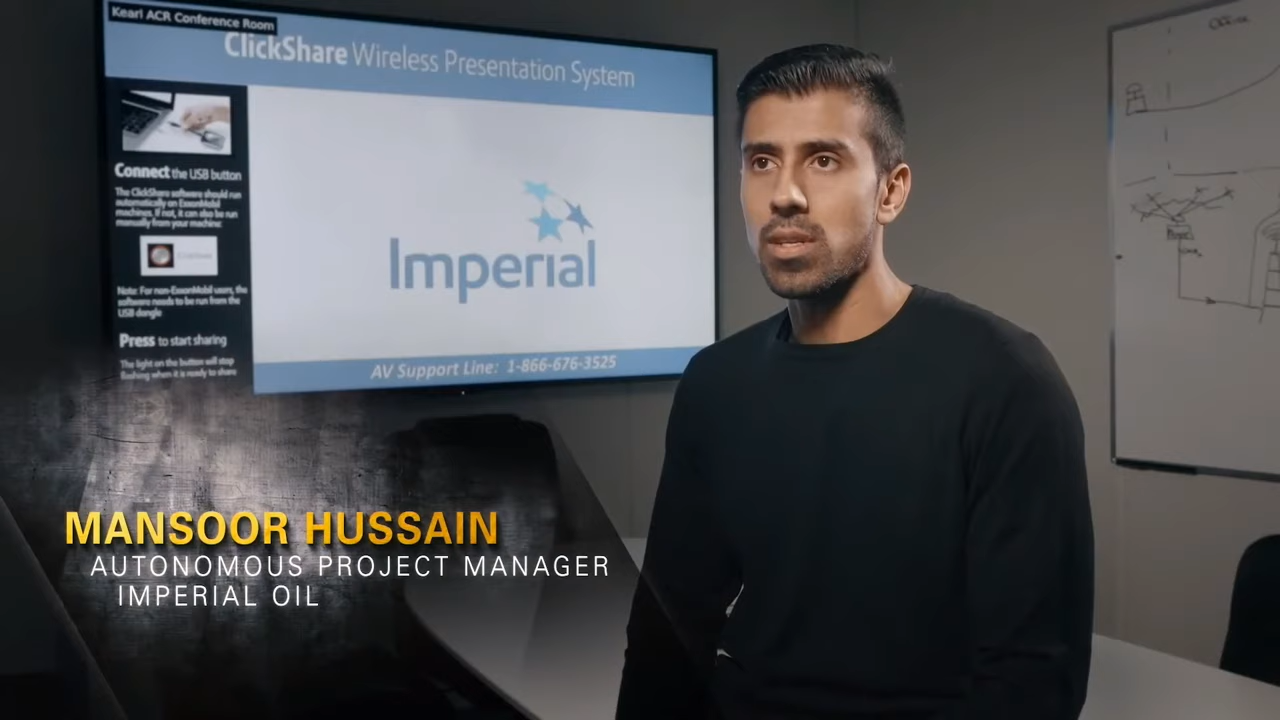 Kearl ACR Conference Room
ClickShare Wireless Presentation System
Connect the USB button
The ClickShare software should run
automatically on ExxonMobil
machines. If not, it can also be run
manually from your machine
Note: For non-ExxonMobil users, the
software needs to be run from the
USB dongle
Press to start sharing
The light on the button will stop
flashing when it is ready to share
Imperial
AV Support Line: 1-866-676-3525
Office
MANSOOR HUSSAIN
AUTONOMOUS PROJECT MANAGER
IMPERIAL OIL